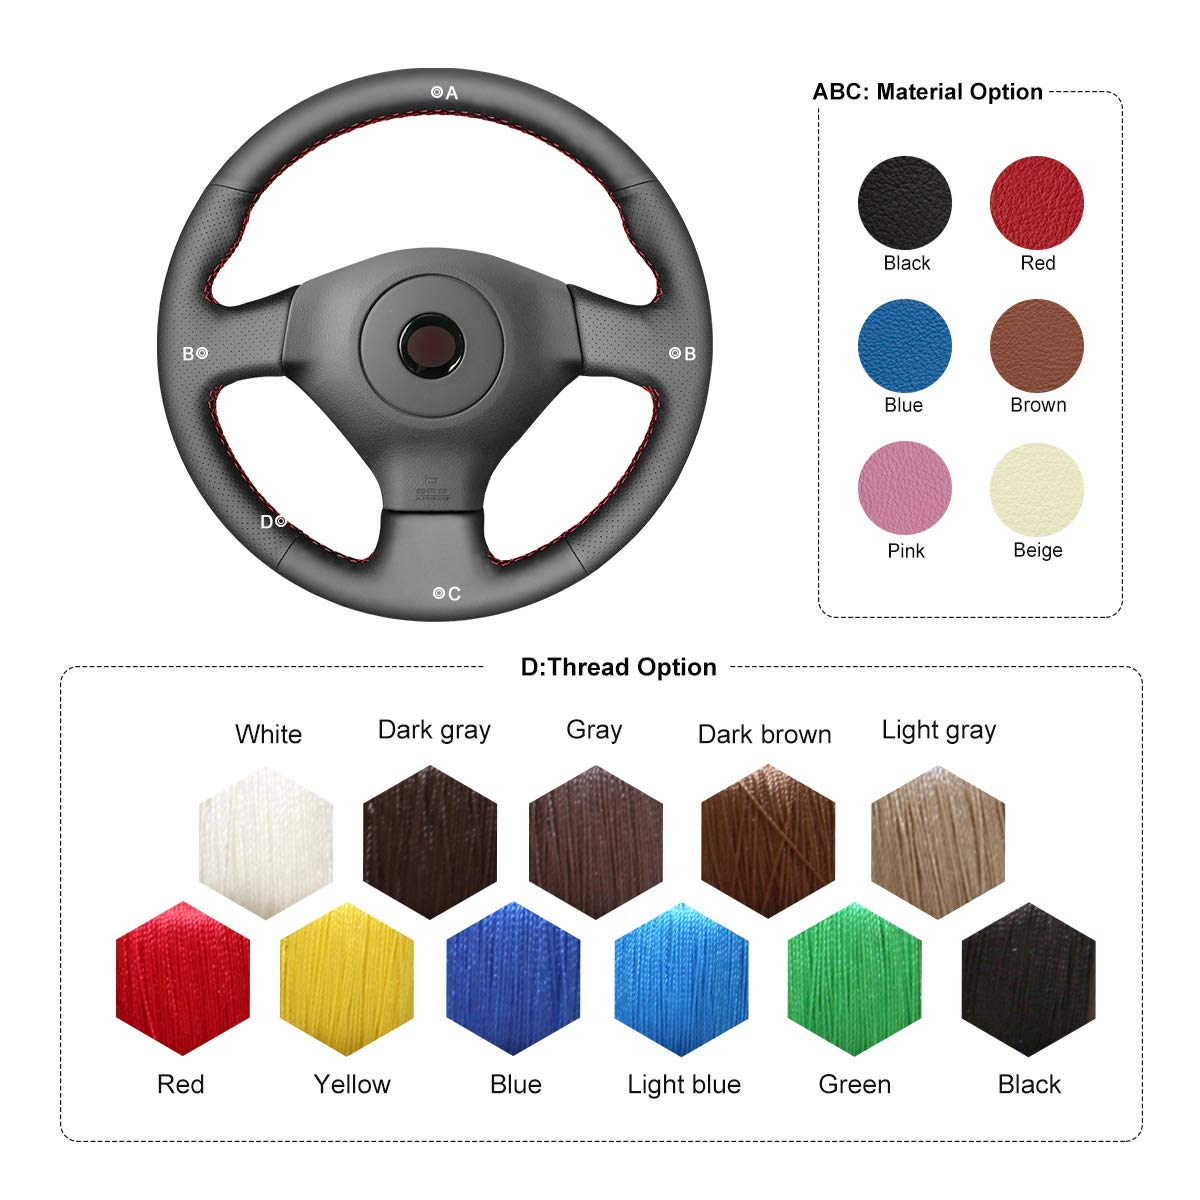 A
B
B
D
C
ABC: Material Option
Black
Red
Blue
Brown
Pink
Beige
D:Thread Option
White
Dark gray
Gray
Dark brown
Light gray
Red
Yellow
Blue
Light blue
Green
Black